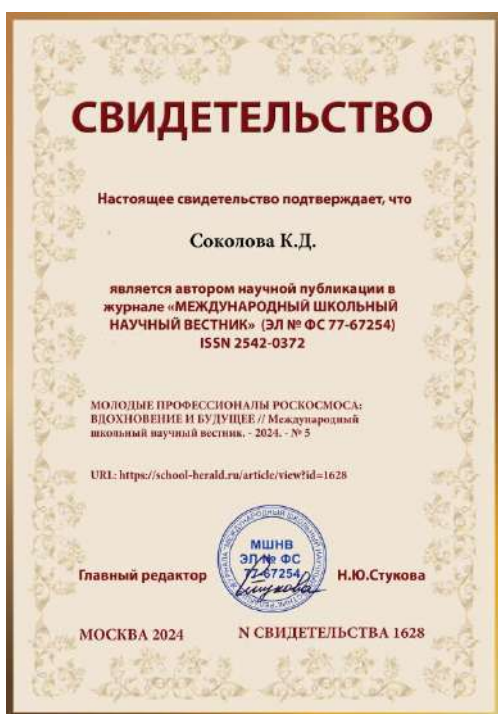 СВИДЕТЕЛЬСТВО
Настоящее свидетельство подтверждает, что
Соколова К.Д.
является автором научной публикации в
журнале «МЕЖДУНАРОДНЫЙ ШКОЛЬНЫЙ
НАУЧНЫЙ ВЕСТНИК» (ЭЛ № ФС 77-67254)
ISSN 2542-0372
МОЛОДЫЕ ПРОФЕССИОНАЛЫ РОСКОСМОСА:
ВДОХНОВЕНИЕ И БУДУЩЕЕ // Международный
школьный научный вестник. - 2024. - № 5
URL: https://school-herald.ru/article/view?id=1628
МШНВ
ЭЛ № ФС
77-67254
Главный редактор
Н.Ю.Стукова
МОСКВА 2024
N СВИДЕТЕЛЬСТВА 1628